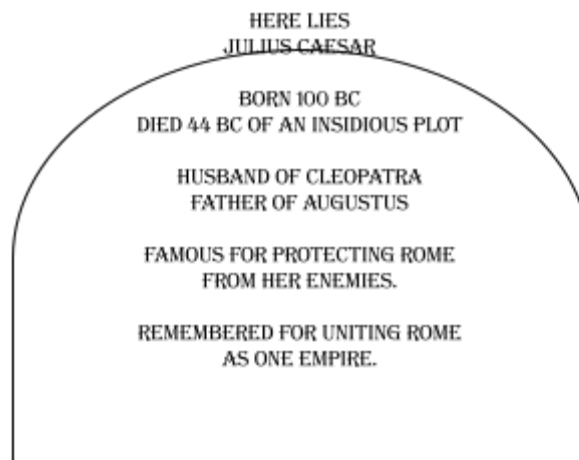 HERE LIES
JULIUS CAESAR
BORN 100 BC
DIED 44 BC OF AN INSIDIOUS PLOT
HUSBAND OF CLEOPATRA
FATHER OF AUGUSTUS
FAMOUS FOR PROTECTING ROME
FROM HER ENEMIES.
REMEMBERED FOR UNITING ROME
AS ONE EMPIRE.